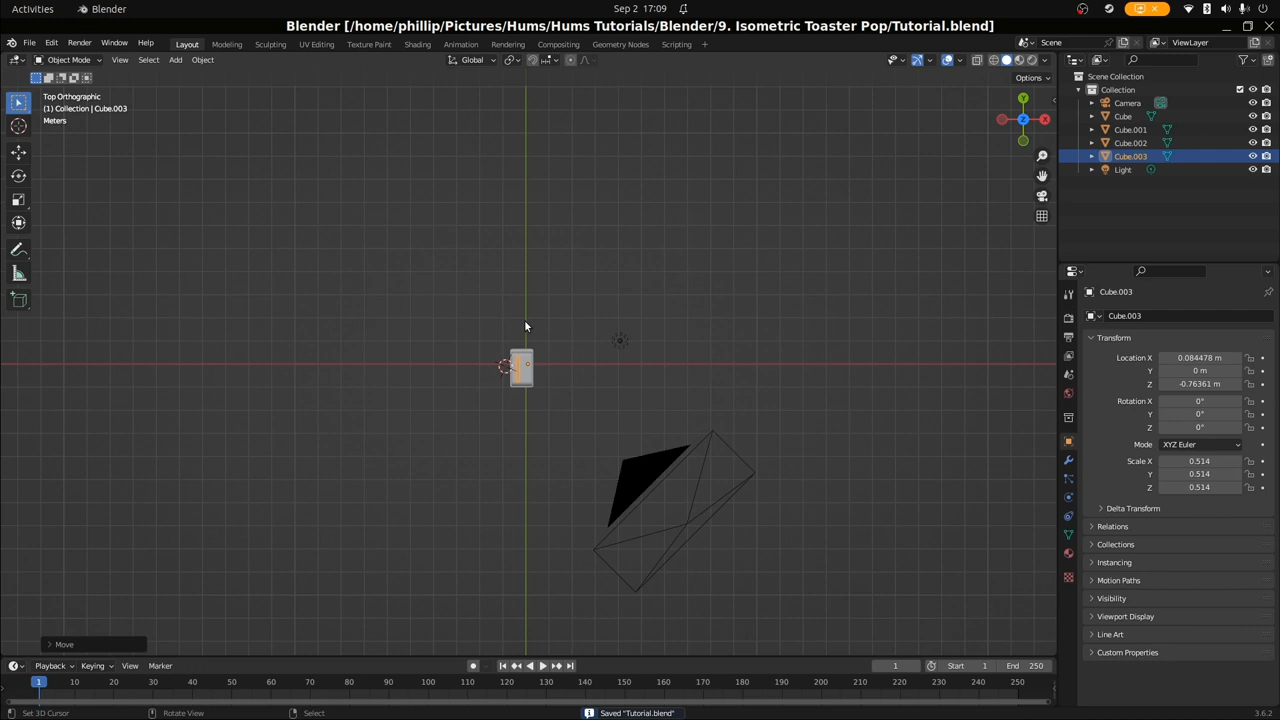 Activities Blender Sep 2 17:09
Blender [/home/phillip/Pictures/Hums/Hums Tutorials/Blender/9. Isometric Toaster Pop/Tutorial.blend]
File Edit Render Window Help Layout Modeling Sculpting UV Editing Texture Paint Shading Animation Rendering Compositing Geometry Nodes Scripting + Scene ViewLayer
Object Mode View Select Add Object Global
Options
Top Orthographic
(1) Collection | Cube.003
Meters
Y
Z
X
Scene Collection
Collection
Camera
Cube
Cube.001
Cube.002
Cube.003
Light
Cube.003
Cube.003
Transform
Location X 0.084478 m
Y 0 m
Z -0.76361 m
Rotation X 0°
Y 0°
Z 0°
Mode XYZ Euler
Scale X 0.514
Y 0.514
Z 0.514
Delta Transform
Relations
Collections
Instancing
Motion Paths
Visibility
Viewport Display
Line Art
Custom Properties
Move
Playback Keying View Marker 1 Start 1 End 250
1 10 20 30 40 50 60 70 80 90 100 110 120 130 140 150 160 170 180 190 200 210 220 230 240 250
Set 3D Cursor Rotate View Select Saved "Tutorial.blend" 3.6.2